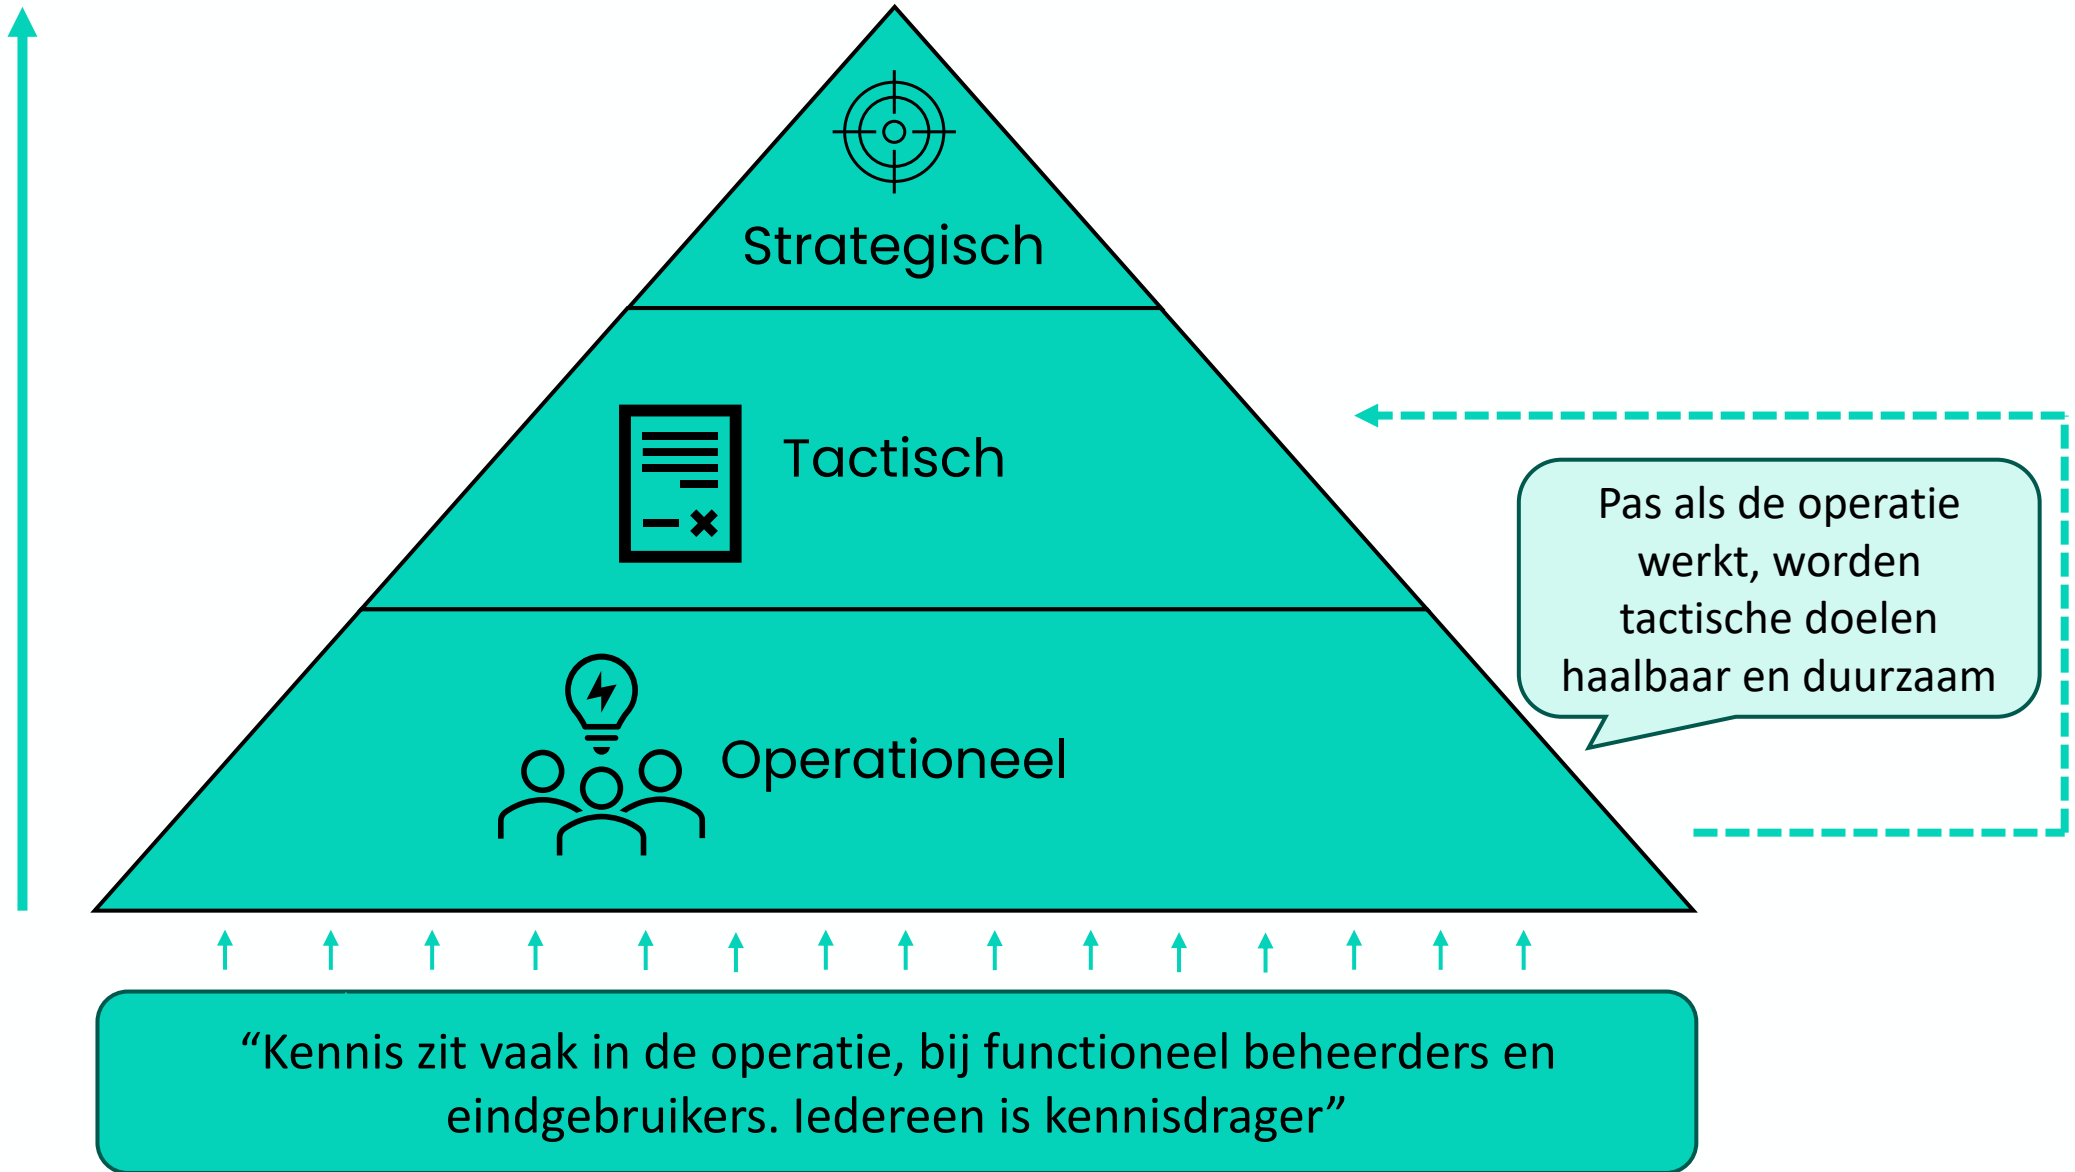 Strategisch
Tactisch
Pas als de operatie
werkt, worden
tactische doelen
haalbaar en duurzaam
Operationeel
“Kennis zit vaak in de operatie, bij functioneel beheerders en
eindgebruikers. Iedereen is kennisdrager”